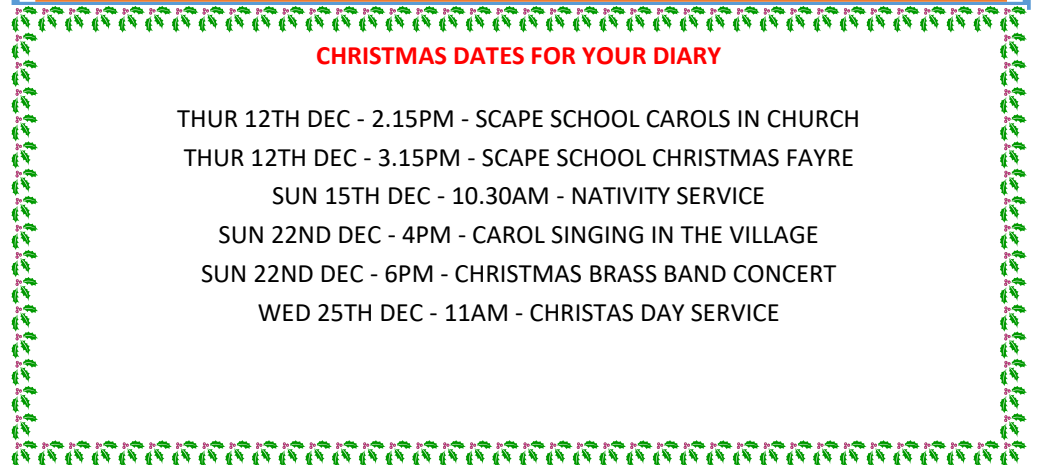 CHRISTMAS DATES FOR YOUR DIARY
THUR 12TH DEC - 2.15PM - SCAPE SCHOOL CAROLS IN CHURCH
THUR 12TH DEC - 3.15PM - SCAPE SCHOOL CHRISTMAS FAYRE
SUN 15TH DEC - 10.30AM - NATIVITY SERVICE
SUN 22ND DEC - 4PM - CAROL SINGING IN THE VILLAGE
SUN 22ND DEC - 6PM - CHRISTMAS BRASS BAND CONCERT
WED 25TH DEC - 11AM - CHRISTAS DAY SERVICE